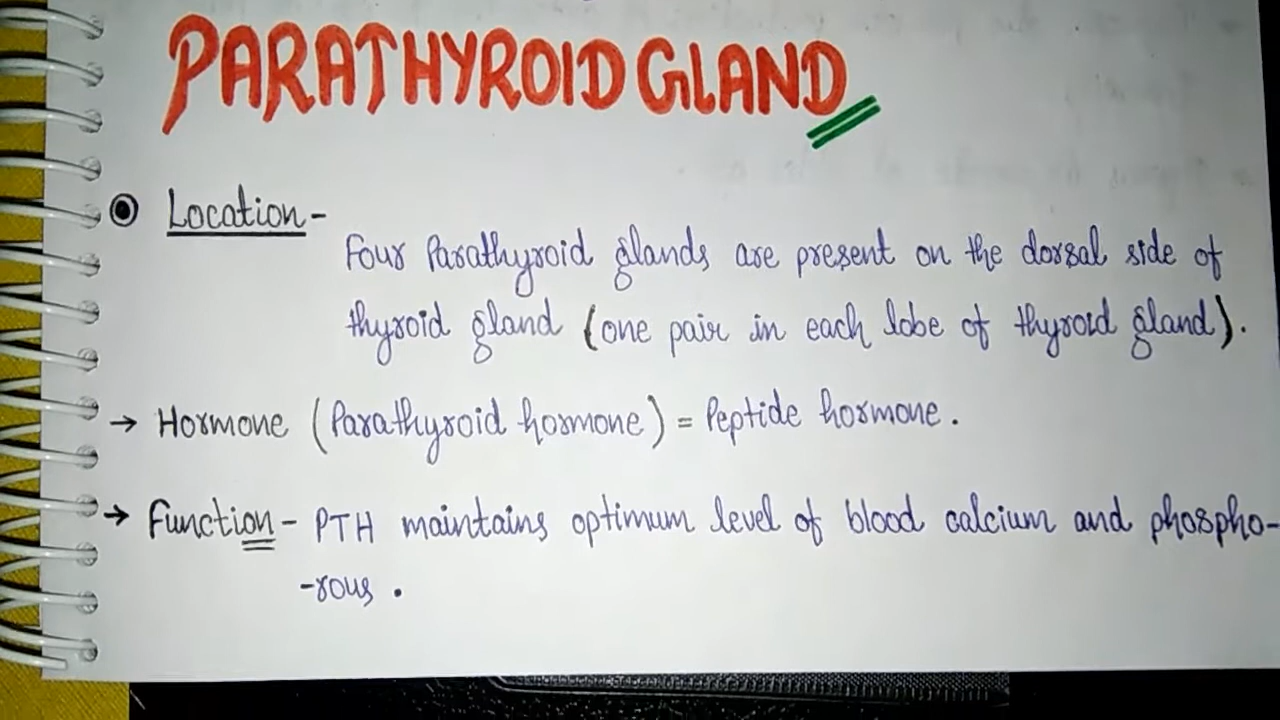 PARATHYROID GLAND
Location-
Four Parathyroid glands are present on the dorsal side of
thyroid gland (one pair in each lobe of thyroid gland).
→ Hormone (Parathyroid hormone) = Peptide hormone.
→ Function- PTH maintains optimum level of blood calcium and phospho-
-rous.